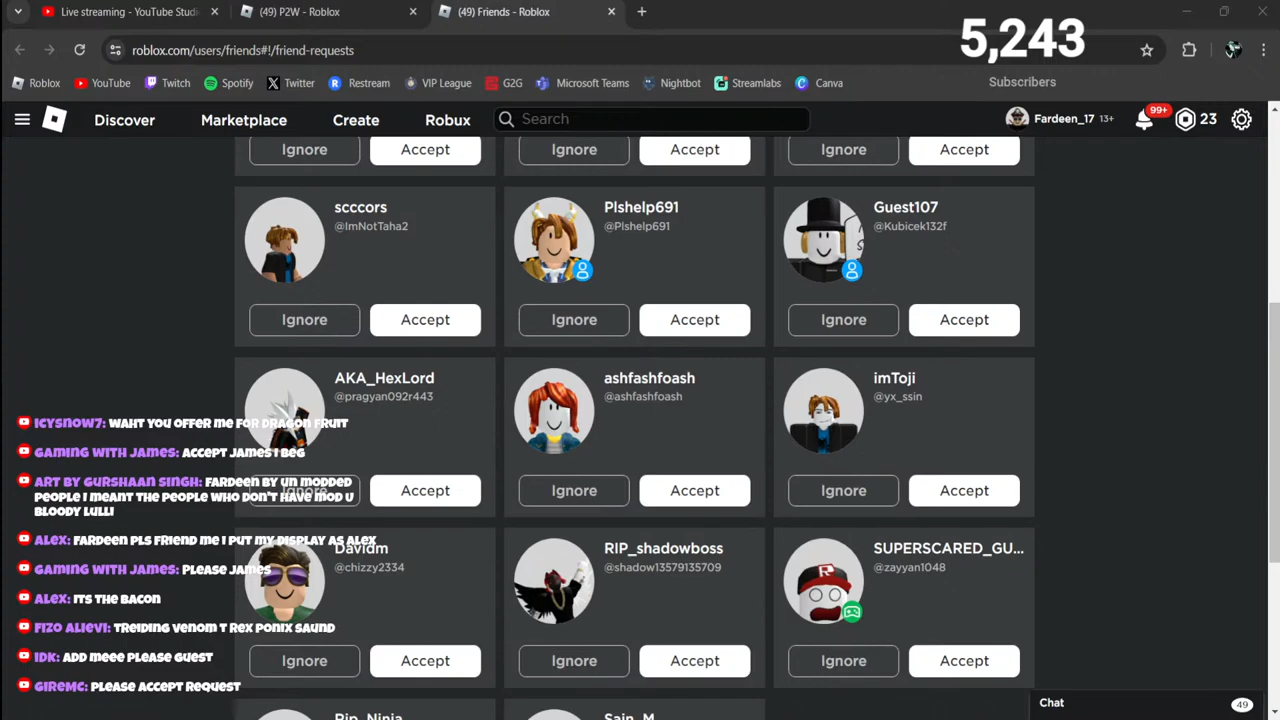 Live streaming - YouTube Studi
(49) P2W - Roblox
(49) Friends - Roblox
roblox.com/users/friends#!/friend-requests
5,243
Subscribers
Roblox
YouTube
Twitch
Spotify
Twitter
Restream
VIP League
G2G
Microsoft Teams
Nightbot
Streamlabs
Canva
Discover
Marketplace
Create
Robux
Search
Fardeen_17 13+
99+
23
Ignore Accept
Ignore Accept
Ignore Accept
scccors
@ImNotTaha2
Ignore Accept
Plshelp691
@Plshelp691
Ignore Accept
Guest107
@Kubicek132f
Ignore Accept
AKA_HexLord
@pragyan092r443
Ignore Accept
ashfashfoash
@ashfashfoash
Ignore Accept
imToji
@yx_ssin
Ignore Accept
Davidm
@chizzy2334
Ignore Accept
RIP_shadowboss
@shadow13579135709
Ignore Accept
SUPERSCARED_GU...
@zayyan1048
Ignore Accept
Rip_Ninja
Sain_M
ICYSNOW7: WAHT YOU OFFER ME FOR DRAGON FRUIT
GAMING WITH JAMES: ACCEPT JAMES I BEG
ART BY GURSHAAN SINGH: FARDEEN BY UN MODDED
PEOPLE I MEANT THE PEOPLE WHO DON'T HAVE MOD U
BLOODY LULLI
ALEX: FARDEEN PLS FRIEND ME I PUT MY DISPLAY AS ALEX
GAMING WITH JAMES: PLEASE JAMES
ALEX: ITS THE BACON
FIZO ALIEVI: TREIDING VENOM T REX PONIX SAUND
IDK: ADD MEEE PLEASE GUEST
GIREMC: PLEASE ACCEPT REQUEST
Chat
49